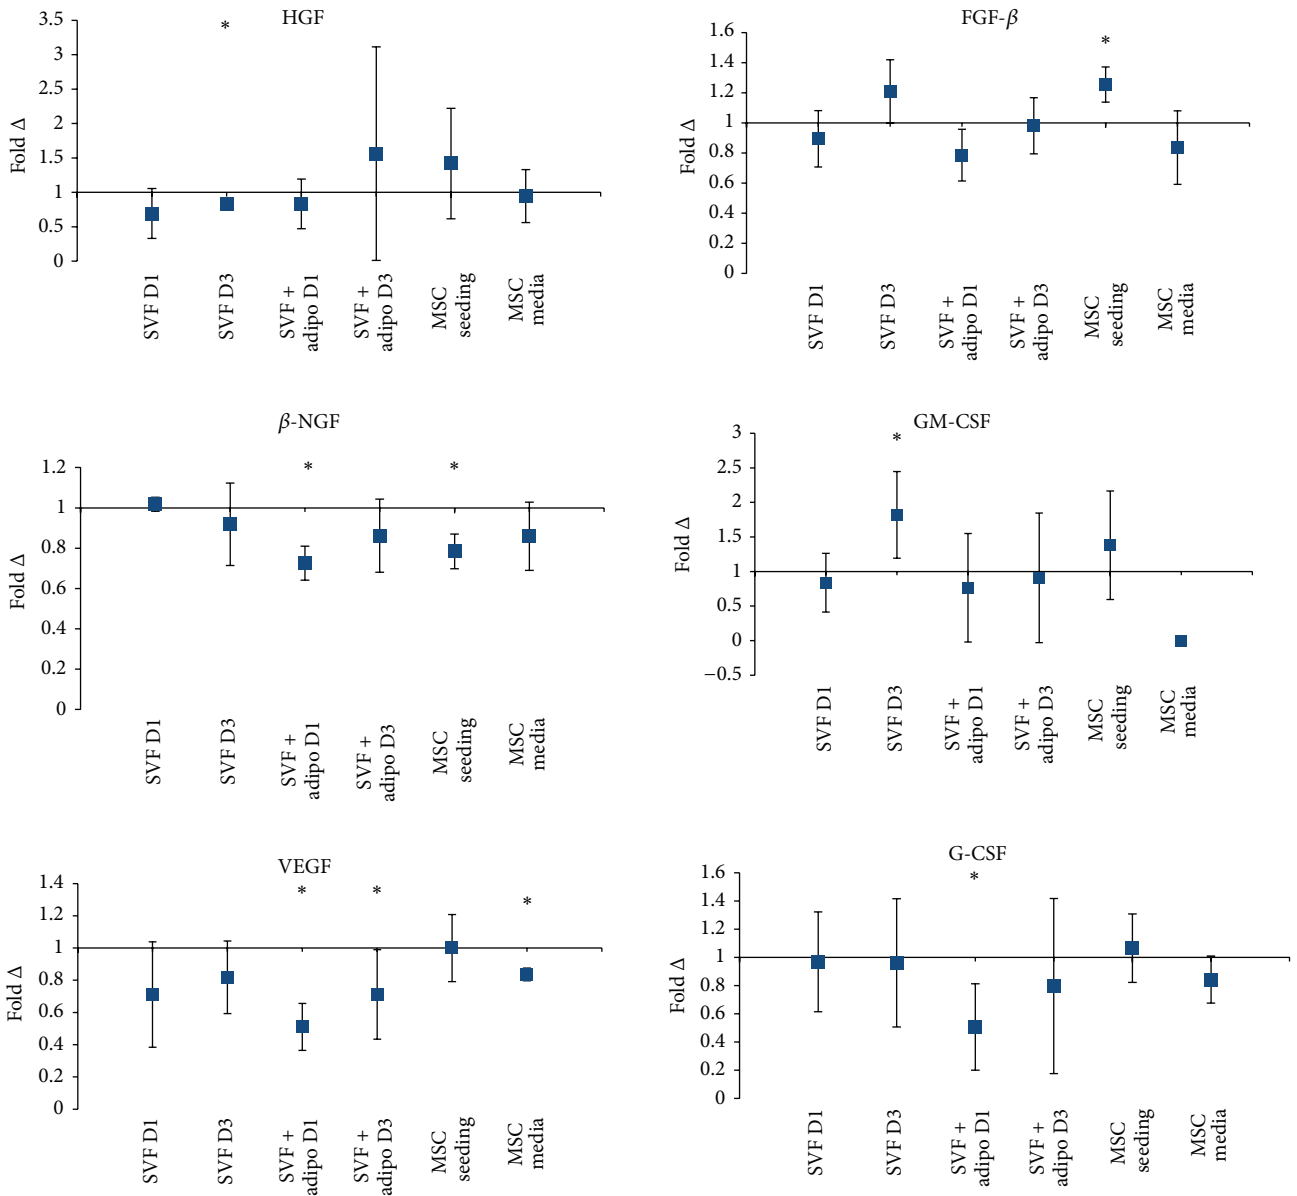 HGF
*
3.5
3
2.5
2
1.5
1
0.5
0
Fold Δ
SVF D1
SVF D3
SVF +
adipo D1
SVF +
adipo D3
MSC
seeding
MSC
media
FGF-β
*
1.6
1.4
1.2
1
0.8
0.6
0.4
0.2
0
Fold Δ
SVF D1
SVF D3
SVF +
adipo D1
SVF +
adipo D3
MSC
seeding
MSC
media
β-NGF
* *
1.2
1
0.8
0.6
0.4
0.2
0
Fold Δ
SVF D1
SVF D3
SVF +
adipo D1
SVF +
adipo D3
MSC
seeding
MSC
media
GM-CSF
*
3
2.5
2
1.5
1
0.5
0
−0.5
Fold Δ
SVF D1
SVF D3
SVF +
adipo D1
SVF +
adipo D3
MSC
seeding
MSC
media
VEGF
* * *
1.4
1.2
1
0.8
0.6
0.4
0.2
0
Fold Δ
SVF D1
SVF D3
SVF +
adipo D1
SVF +
adipo D3
MSC
seeding
MSC
media
G-CSF
*
1.6
1.4
1.2
1
0.8
0.6
0.4
0.2
0
Fold Δ
SVF D1
SVF D3
SVF +
adipo D1
SVF +
adipo D3
MSC
seeding
MSC
media